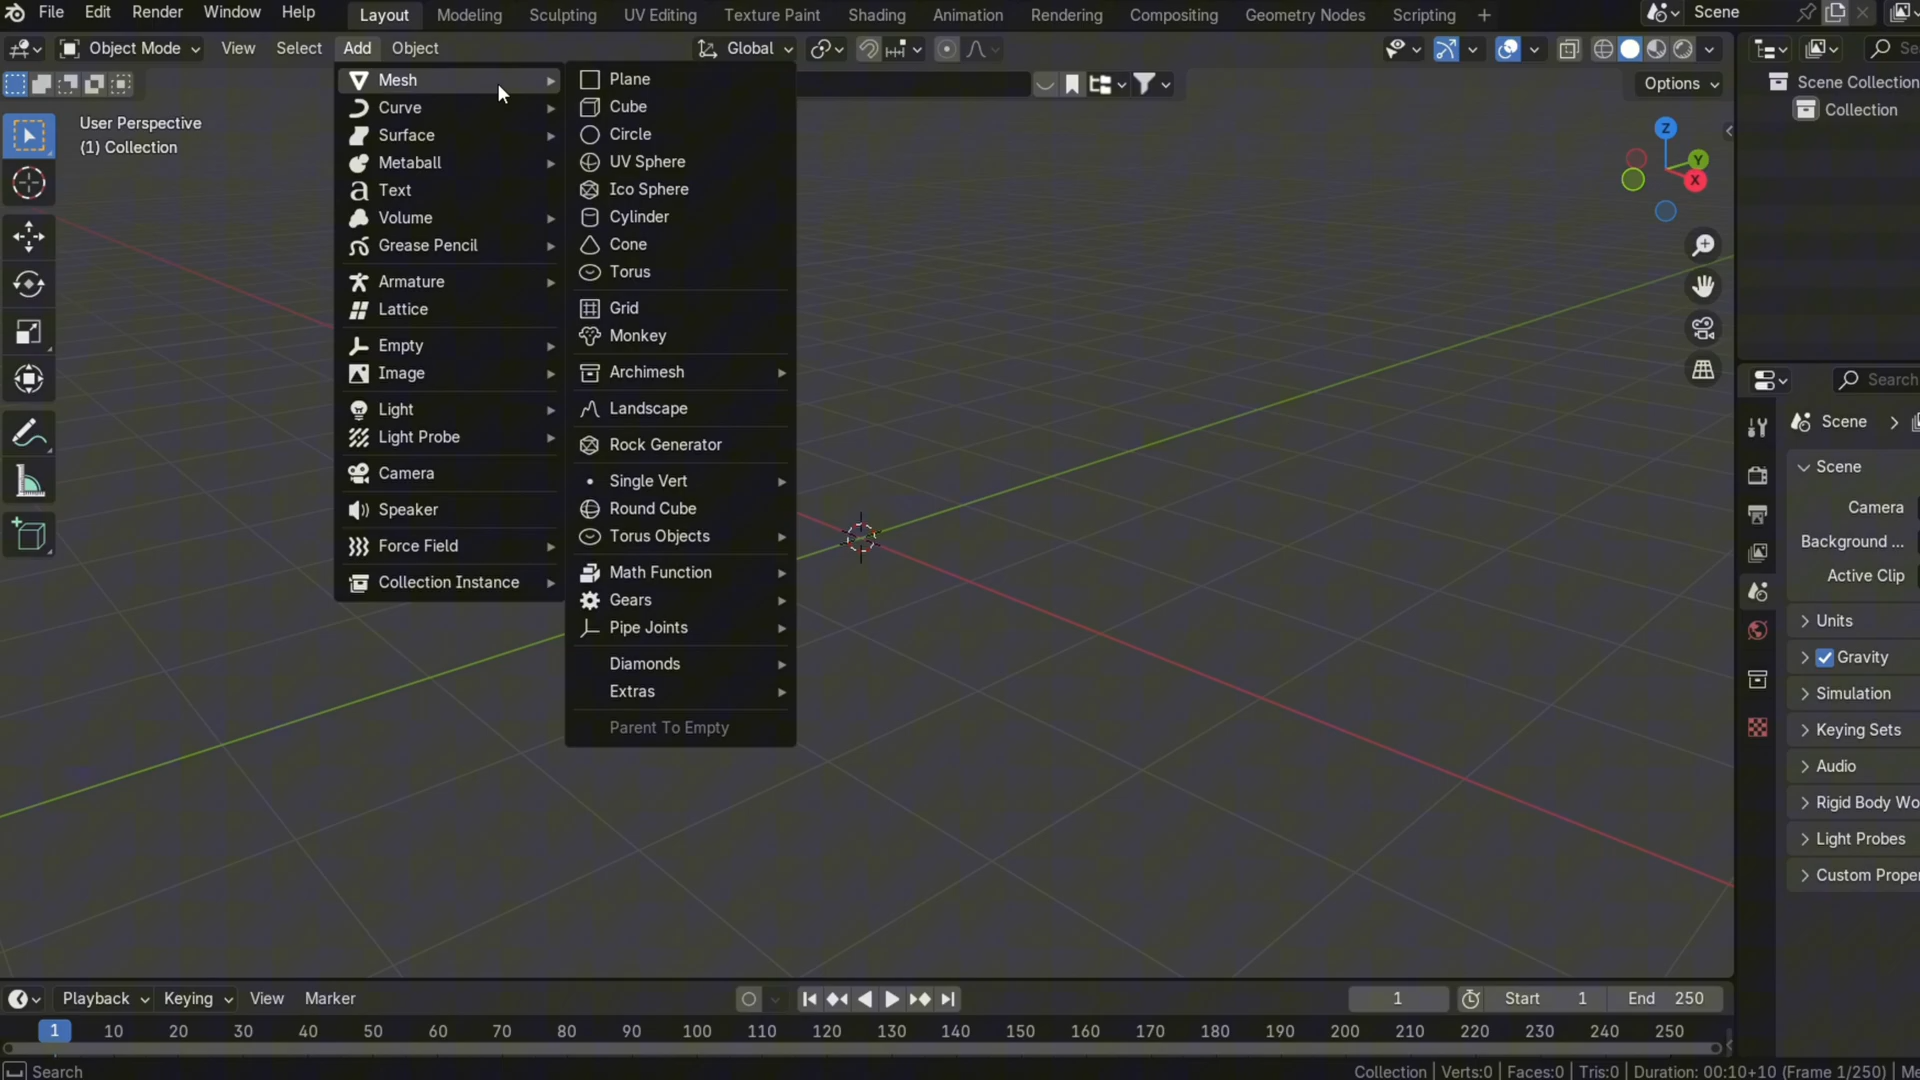 File Edit Render Window Help Layout Modeling Sculpting UV Editing Texture Paint Shading Animation Rendering Compositing Geometry Nodes Scripting + Scene
Object Mode View Select Add Object Global
Options
User Perspective
(1) Collection
Mesh
Curve
Surface
Metaball
Text
Volume
Grease Pencil
Armature
Lattice
Empty
Image
Light
Light Probe
Camera
Speaker
Force Field
Collection Instance
Plane
Cube
Circle
UV Sphere
Ico Sphere
Cylinder
Cone
Torus
Grid
Monkey
Archimesh
Landscape
Rock Generator
Single Vert
Round Cube
Torus Objects
Math Function
Gears
Pipe Joints
Diamonds
Extras
Parent To Empty
Z
Y
X
Se
Scene Collection
Collection
Search
Scene
Scene
Camera
Background ...
Active Clip
Units
Gravity
Simulation
Keying Sets
Audio
Rigid Body Wo
Light Probes
Custom Prope
Playback Keying View Marker 1 Start 1 End 250
1 10 20 30 40 50 60 70 80 90 100 110 120 130 140 150 160 170 180 190 200 210 220 230 240 250
Search
Collection | Verts:0 | Faces:0 | Tris:0 | Duration: 00:10+10 (Frame 1/250) | Me